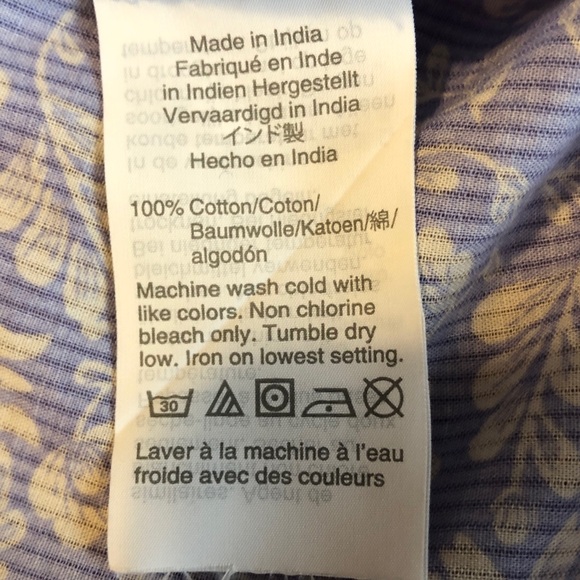 Made in India
Fabriqué en Inde
in Indien Hergestellt
Vervaardigd in India
インド製
Hecho en India
100% Cotton/Coton/
Baumwolle/Katoen/綿/
algodón
Machine wash cold with
like colors. Non chlorine
bleach only. Tumble dry
low. Iron on lowest setting.
30
Laver à la machine à l'eau
froide avec des couleurs